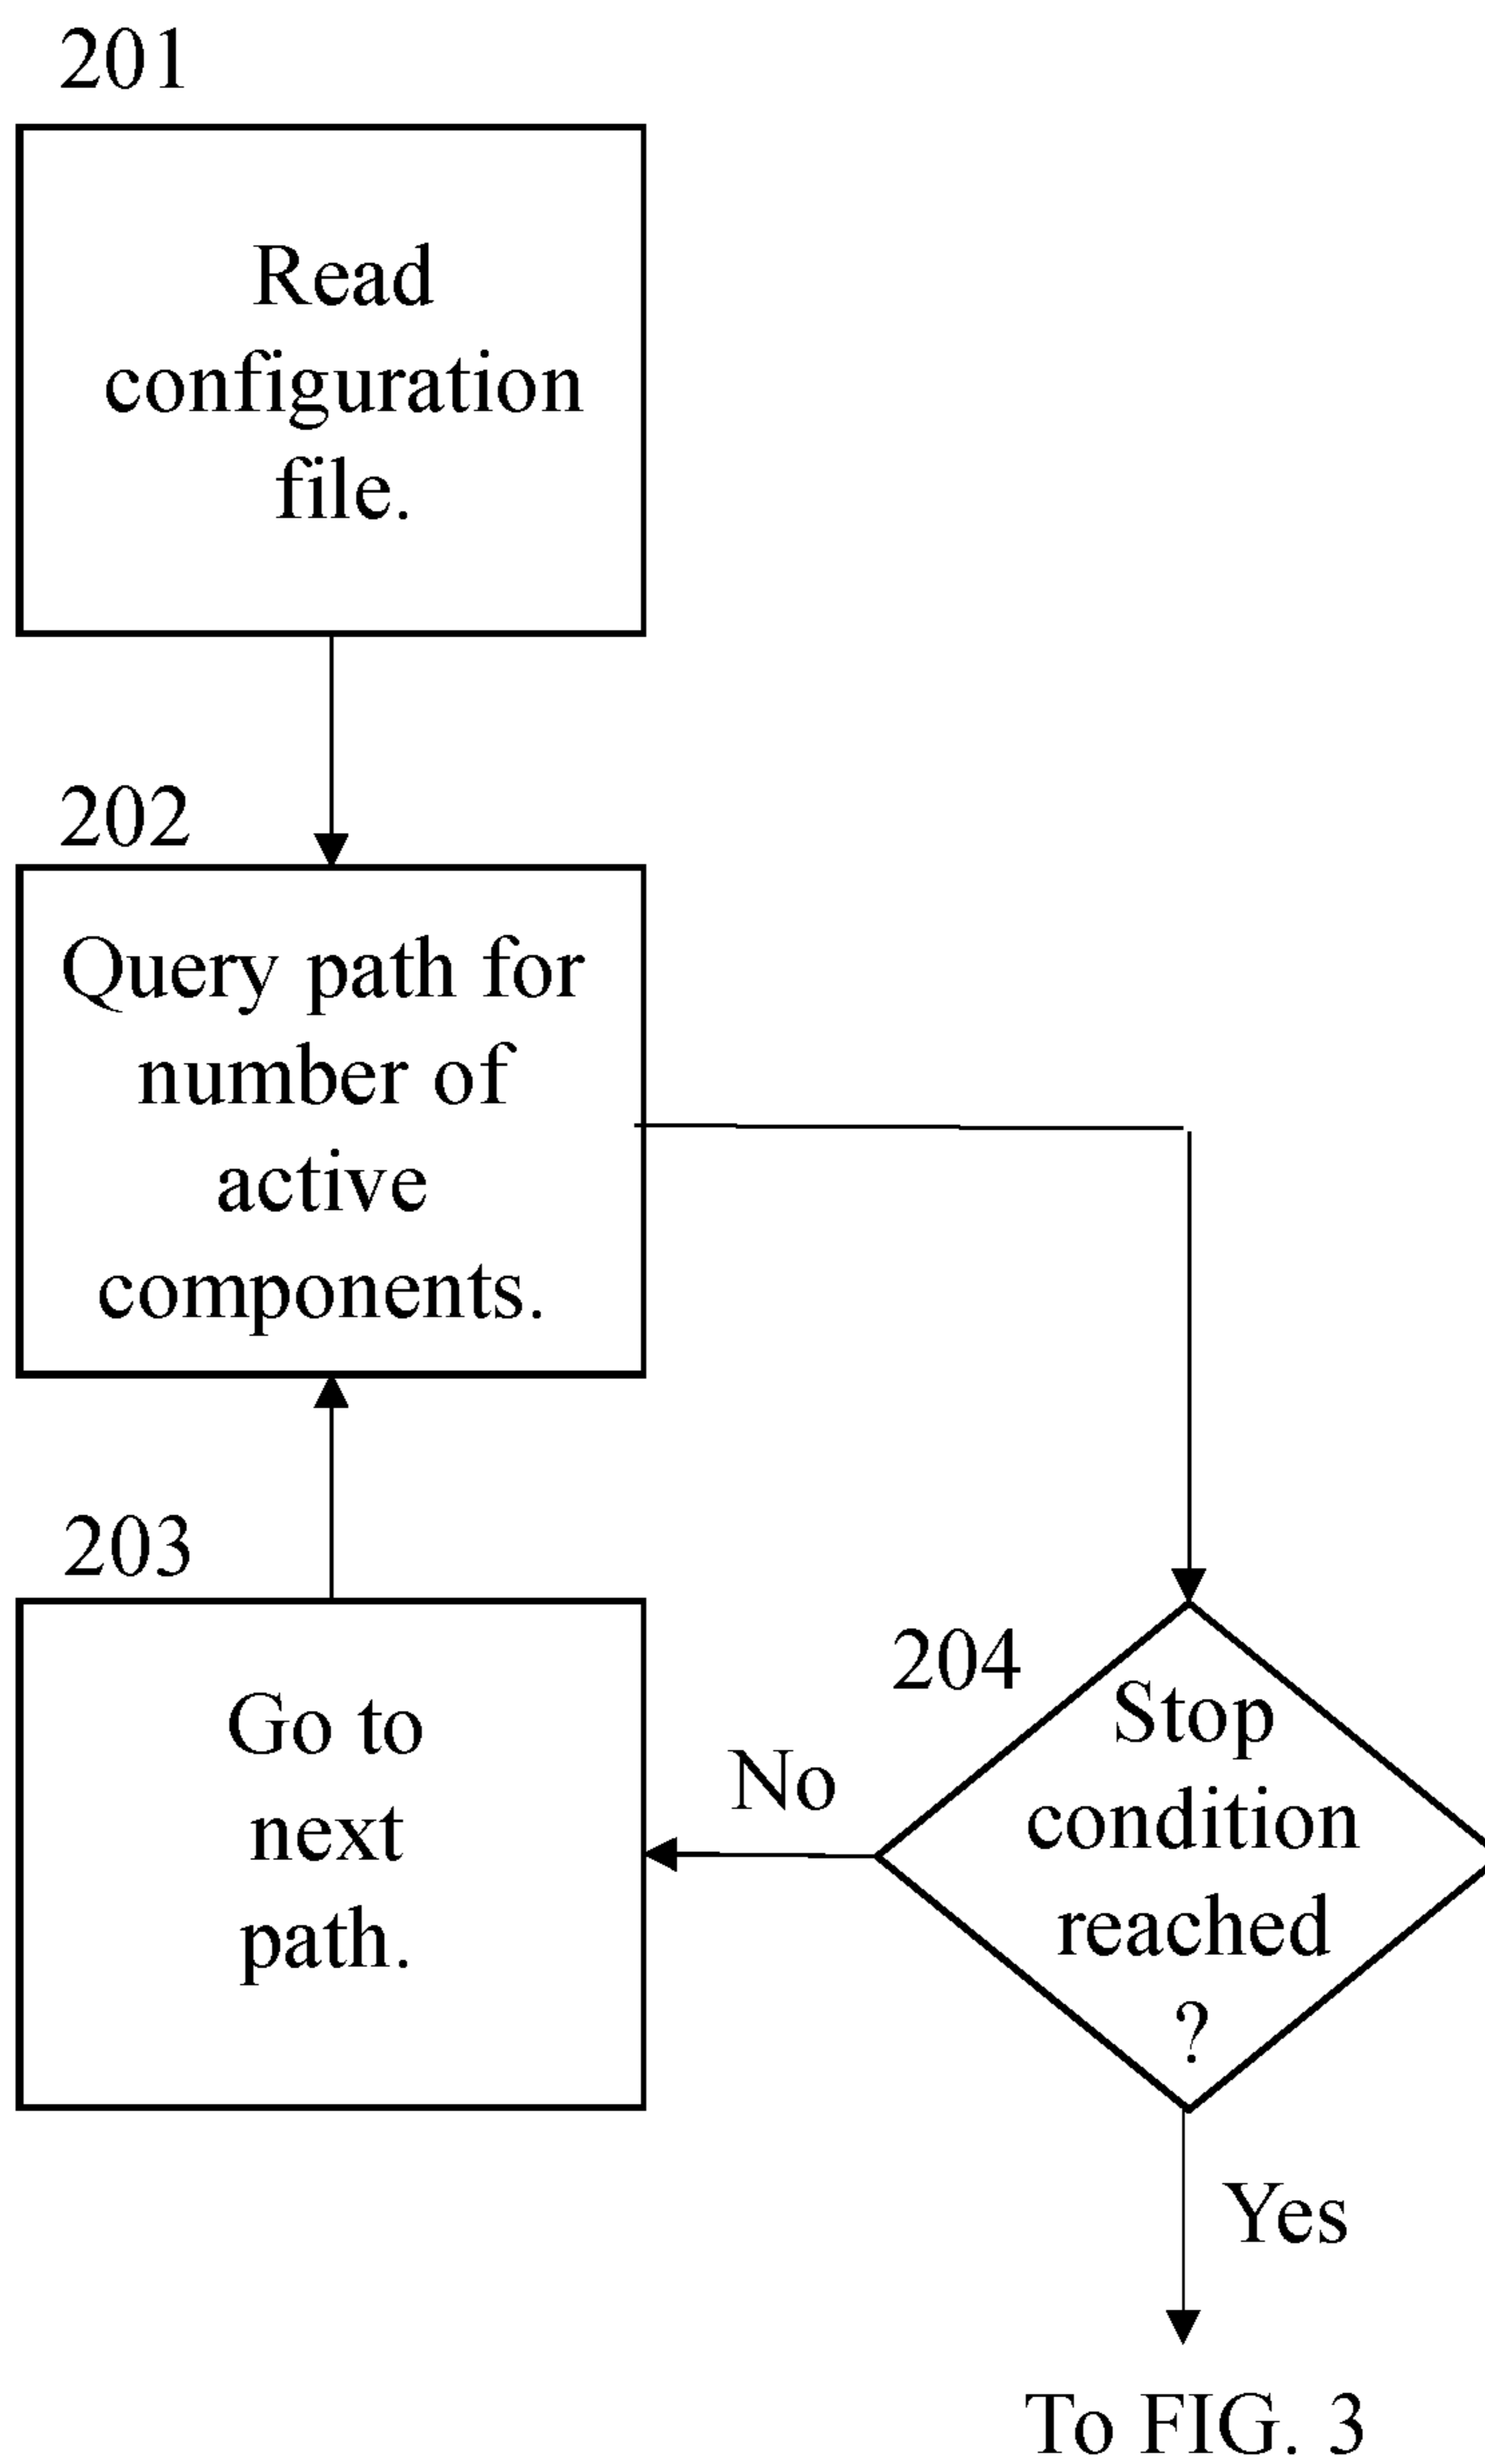 201
Read
configuration
file.
202
Query path for
number of
active
components.
203
Go to
next
path.
204
Stop
condition
reached
?
No
Yes
To FIG. 3